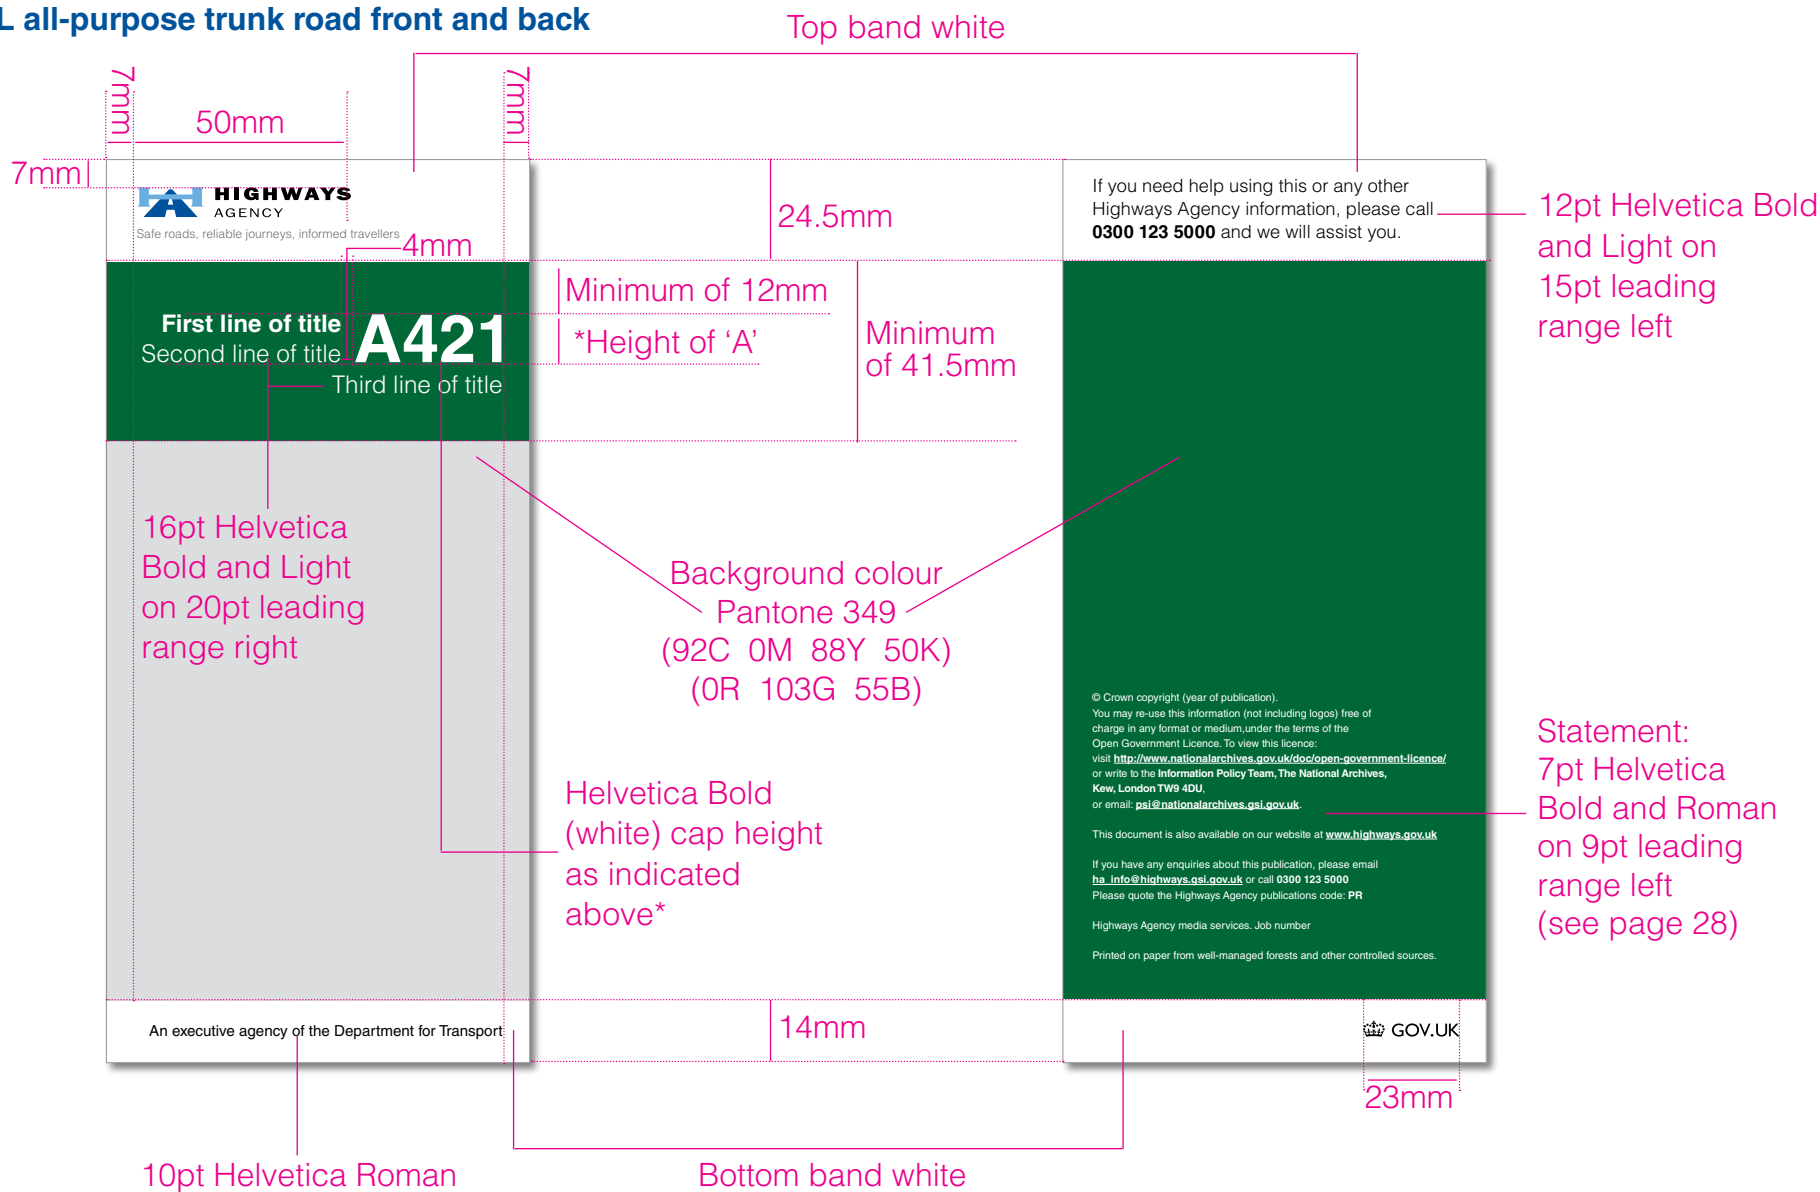 L all-purpose trunk road front and back
Top band white
7mm
50mm
7mm
7mm
HIGHWAYS
AGENCY
Safe roads, reliable journeys, informed travellers
4mm
24.5mm
If you need help using this or any other
Highways Agency information, please call
0300 123 5000 and we will assist you.
12pt Helvetica Bold
and Light on
15pt leading
range left
First line of title
Second line of title
A421
Third line of title
Minimum of 12mm
*Height of ‘A’
Minimum
of 41.5mm
16pt Helvetica
Bold and Light
on 20pt leading
range right
Background colour
Pantone 349
(92C 0M 88Y 50K)
(0R 103G 55B)
Helvetica Bold
(white) cap height
as indicated
above*
© Crown copyright (year of publication).
You may re-use this information (not including logos) free of
charge in any format or medium,under the terms of the
Open Government Licence. To view this licence:
visit http://www.nationalarchives.gov.uk/doc/open-government-licence/
or write to the Information Policy Team, The National Archives,
Kew, London TW9 4DU,
or email: psi@nationalarchives.gsi.gov.uk.
This document is also available on our website at www.highways.gov.uk
If you have any enquiries about this publication, please email
ha_info@highways.gsi.gov.uk or call 0300 123 5000
Please quote the Highways Agency publications code: PR
Highways Agency media services. Job number
Printed on paper from well-managed forests and other controlled sources.
Statement:
7pt Helvetica
Bold and Roman
on 9pt leading
range left
(see page 28)
An executive agency of the Department for Transport
14mm
GOV.UK
23mm
10pt Helvetica Roman
Bottom band white